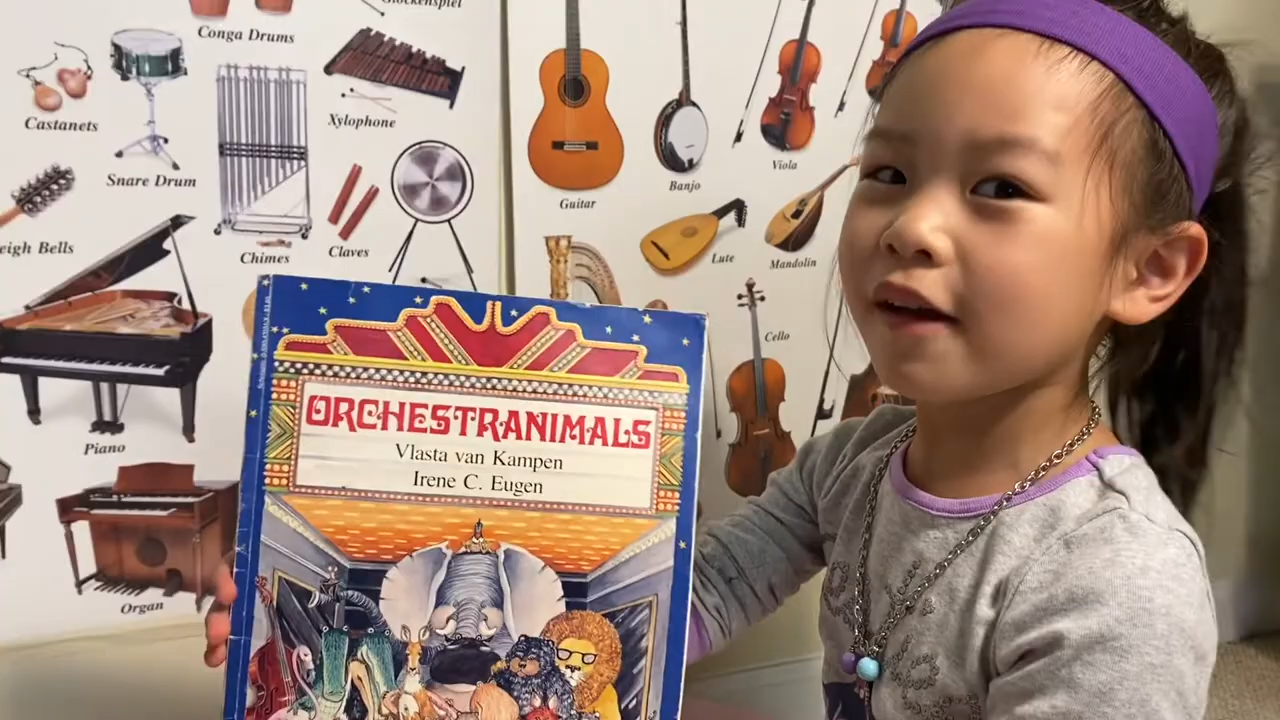 Glockenspiel
Conga Drums
Castanets
Snare Drum
Xylophone
Chimes
Claves
eigh Bells
Piano
Organ
Guitar
Banjo
Viola
Lute
Mandolin
Cello
ORCHESTRANIMALS
Vlasta van Kampen
Irene C. Eugen